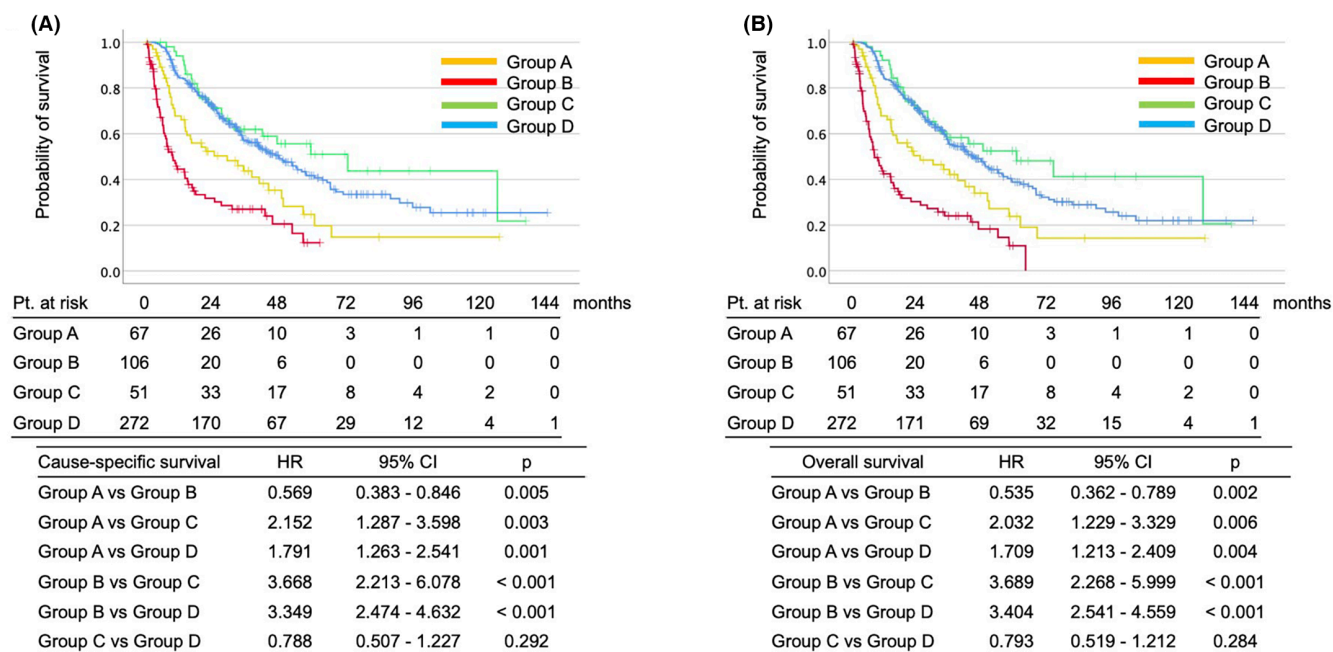 (A)
Probability of survival
1.0
0.8
0.6
0.4
0.2
0.0
Group A
Group B
Group C
Group D
Pt. at risk 0 24 48 72 96 120 144 months
Group A 67 26 10 3 1 1 0
Group B 106 20 6 0 0 0 0
Group C 51 33 17 8 4 2 0
Group D 272 170 67 29 12 4 1
Cause-specific survival HR 95% CI p
Group A vs Group B 0.569 0.383 - 0.846 0.005
Group A vs Group C 2.152 1.287 - 3.598 0.003
Group A vs Group D 1.791 1.263 - 2.541 0.001
Group B vs Group C 3.668 2.213 - 6.078 < 0.001
Group B vs Group D 3.349 2.474 - 4.632 < 0.001
Group C vs Group D 0.788 0.507 - 1.227 0.292
(B)
Probability of survival
1.0
0.8
0.6
0.4
0.2
0.0
Group A
Group B
Group C
Group D
Pt. at risk 0 24 48 72 96 120 144 months
Group A 67 26 10 3 1 1 0
Group B 106 20 6 0 0 0 0
Group C 51 33 17 8 4 2 0
Group D 272 171 69 32 15 4 1
Overall survival HR 95% CI p
Group A vs Group B 0.535 0.362 - 0.789 0.002
Group A vs Group C 2.032 1.229 - 3.329 0.006
Group A vs Group D 1.709 1.213 - 2.409 0.004
Group B vs Group C 3.689 2.268 - 5.999 < 0.001
Group B vs Group D 3.404 2.541 - 4.559 < 0.001
Group C vs Group D 0.793 0.519 - 1.212 0.284